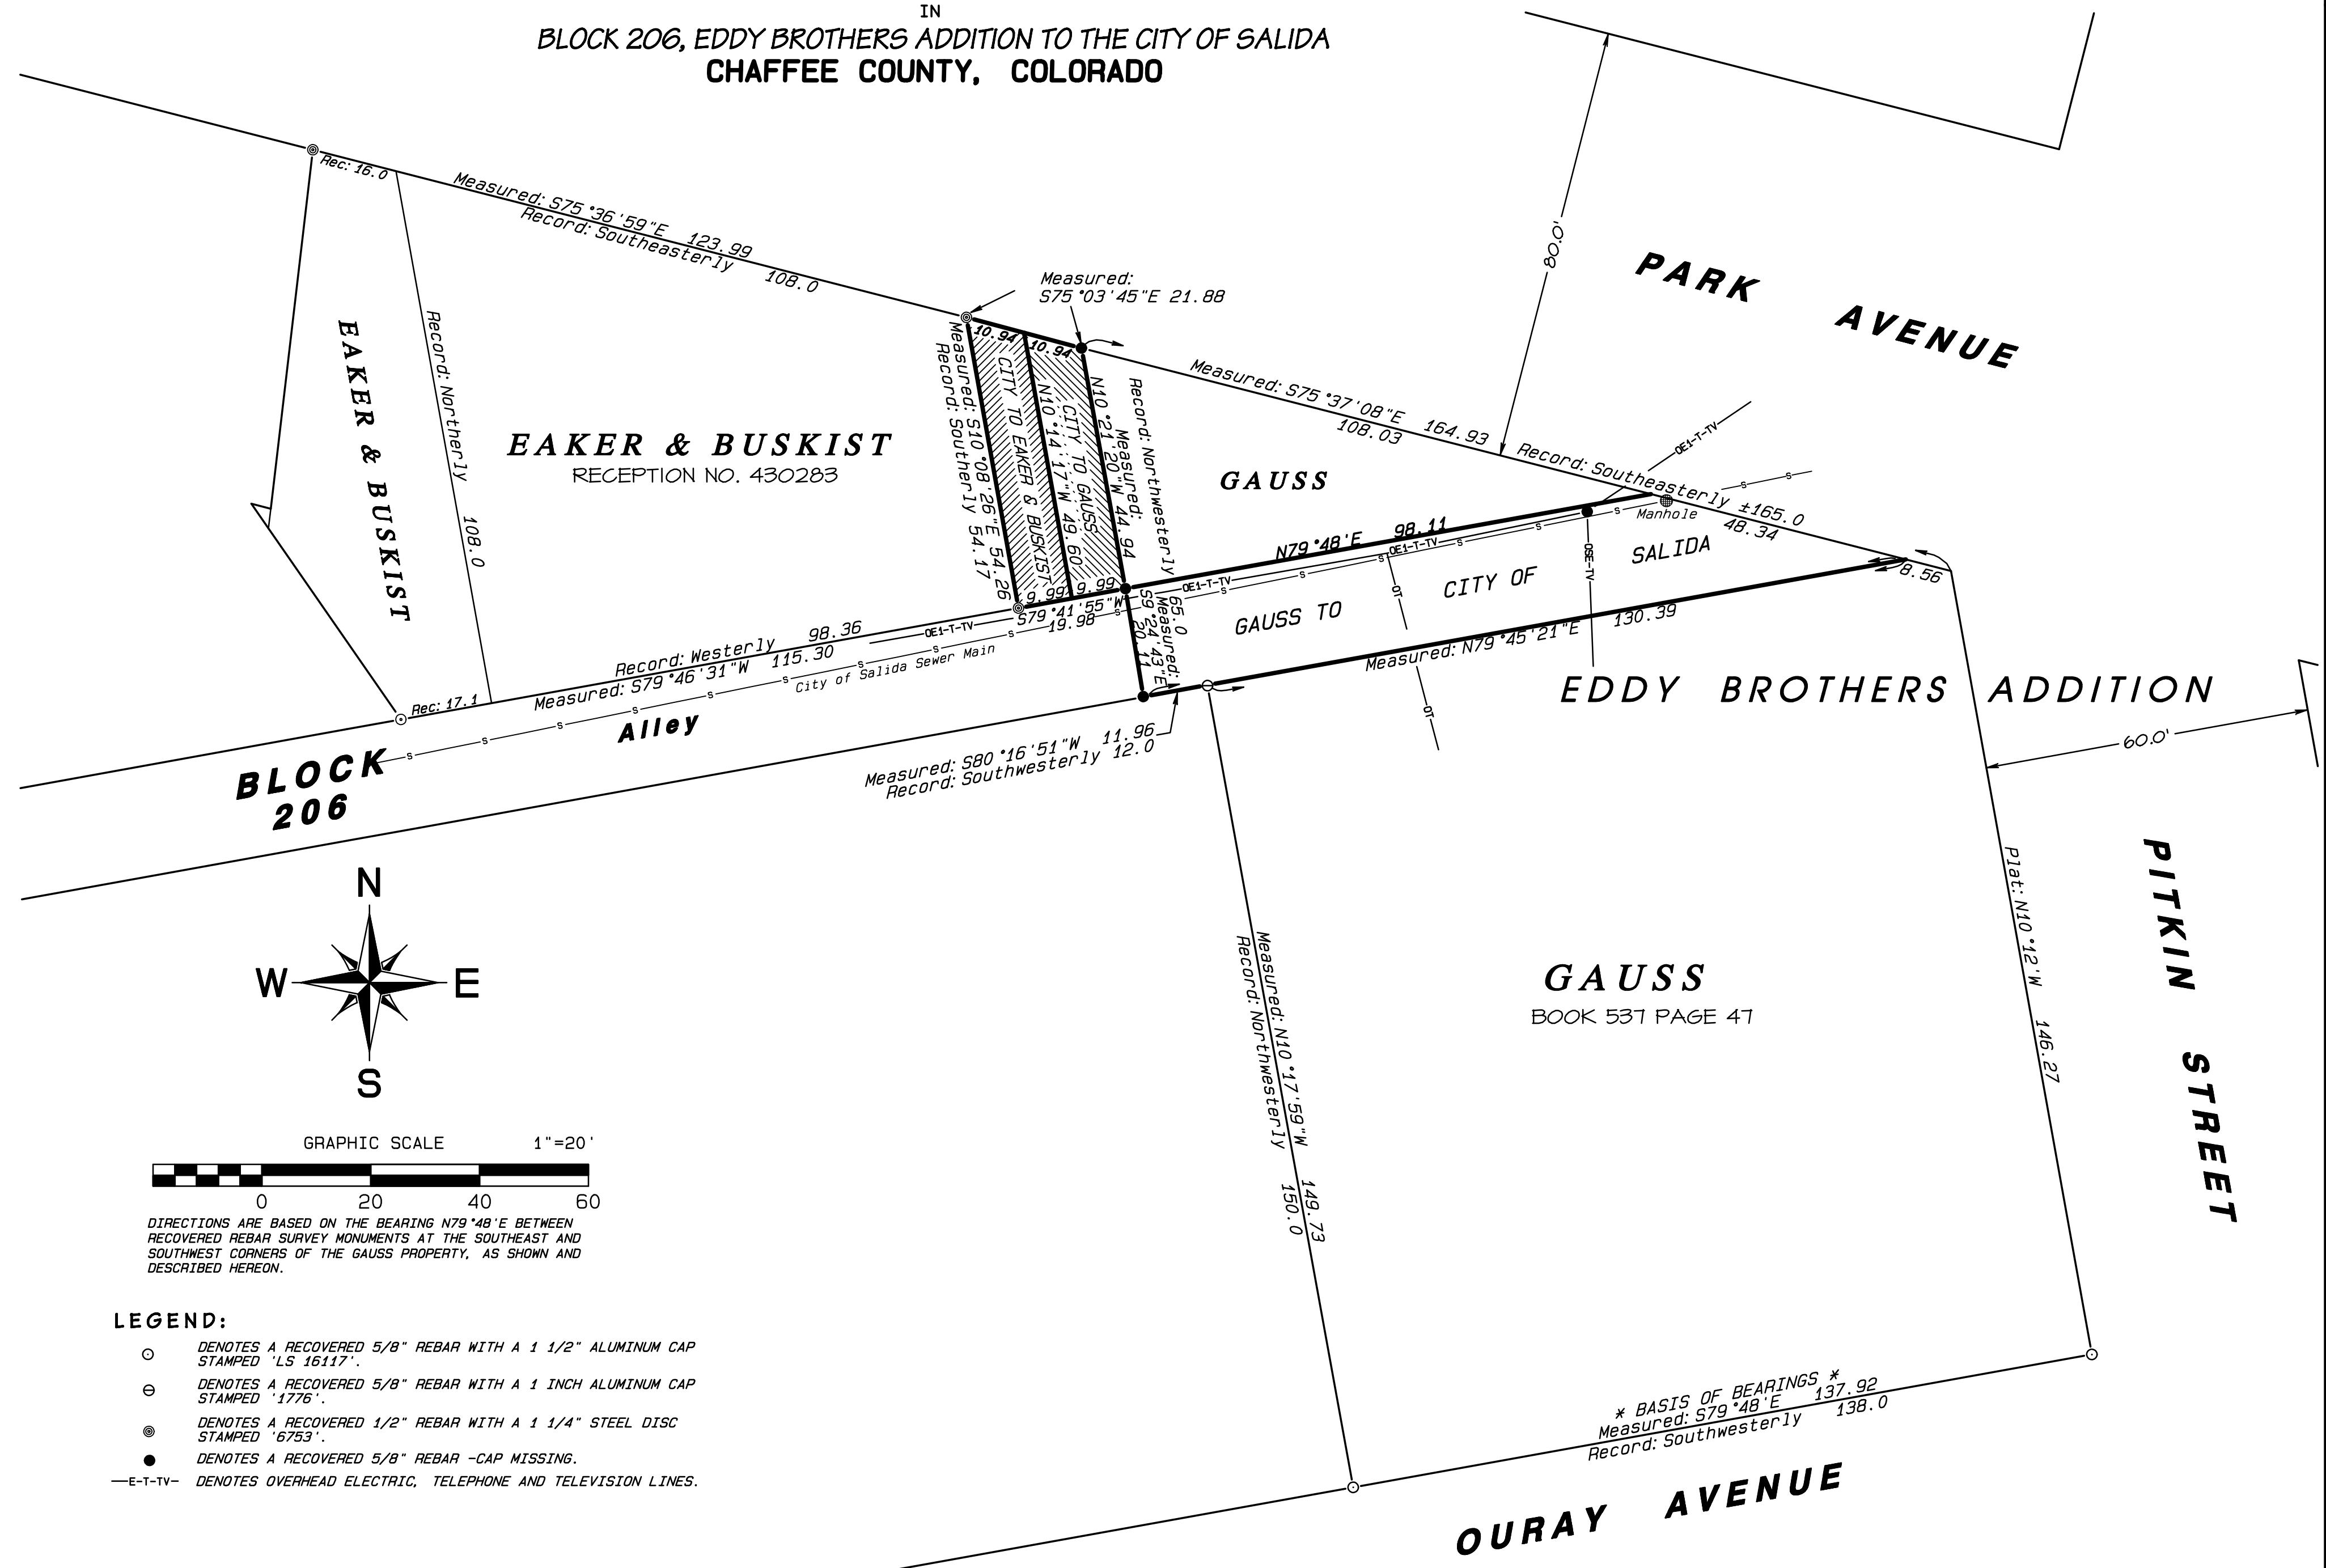 IN
BLOCK 206, EDDY BROTHERS ADDITION TO THE CITY OF SALIDA
CHAFFEE COUNTY, COLORADO
Rec: 16.0
Measured: S75°36'59"E 123.99
Record: Southeasterly 108.0
Measured:
S75°03'45"E 21.88
80.0'
PARK AVENUE
EAKER & BUSKIST
Record: Northerly 108.0
EAKER & BUSKIST
RECEPTION NO. 430283
10.94
10.94
Measured: S10°08'26"E 54.26
Record: Southerly 54.17
CITY TO EAKER & BUSKIST
N10°14'17"W 49.60
CITY TO GAUSS
N10°21'20"W 44.94
Measured:
Record: Northwesterly
65.0
Measured: S75°37'08"E 164.93
108.03
Record: Southeasterly ±165.0
48.34
8.56
OE1-T-TV
S
S
Manhole
GAUSS
N79°48'E 98.11
OE1-T-TV
OE1-T-TV
OE1-T-TV
OSE-TV
OT
OT
GAUSS TO CITY OF SALIDA
9.99
9.99
S79°41'55"W
19.98
Measured:
S9°24'43"E
20.11
Record: Westerly 98.36
Measured: S79°46'31"W 115.30
City of Salida Sewer Main
Rec: 17.1
Alley
BLOCK
206
Measured: N79°45'21"E 130.39
Measured: S80°16'51"W 11.96
Record: Southwesterly 12.0
EDDY BROTHERS ADDITION
60.0'
Plat: N10°12'W 146.27
PITKIN STREET
Measured: N10°17'59"W 149.73
Record: Northwesterly 150.0
GAUSS
BOOK 537 PAGE 47
N
W E
S
GRAPHIC SCALE 1"=20'
0 20 40 60
DIRECTIONS ARE BASED ON THE BEARING N79°48'E BETWEEN
RECOVERED REBAR SURVEY MONUMENTS AT THE SOUTHEAST AND
SOUTHWEST CORNERS OF THE GAUSS PROPERTY, AS SHOWN AND
DESCRIBED HEREON.
LEGEND:
DENOTES A RECOVERED 5/8" REBAR WITH A 1 1/2" ALUMINUM CAP
STAMPED 'LS 16117'.
DENOTES A RECOVERED 5/8" REBAR WITH A 1 INCH ALUMINUM CAP
STAMPED '1776'.
DENOTES A RECOVERED 1/2" REBAR WITH A 1 1/4" STEEL DISC
STAMPED '6753'.
DENOTES A RECOVERED 5/8" REBAR -CAP MISSING.
E-T-TV DENOTES OVERHEAD ELECTRIC, TELEPHONE AND TELEVISION LINES.
* BASIS OF BEARINGS *
Measured: S79°48'E 137.92
Record: Southwesterly 138.0
OURAY AVENUE